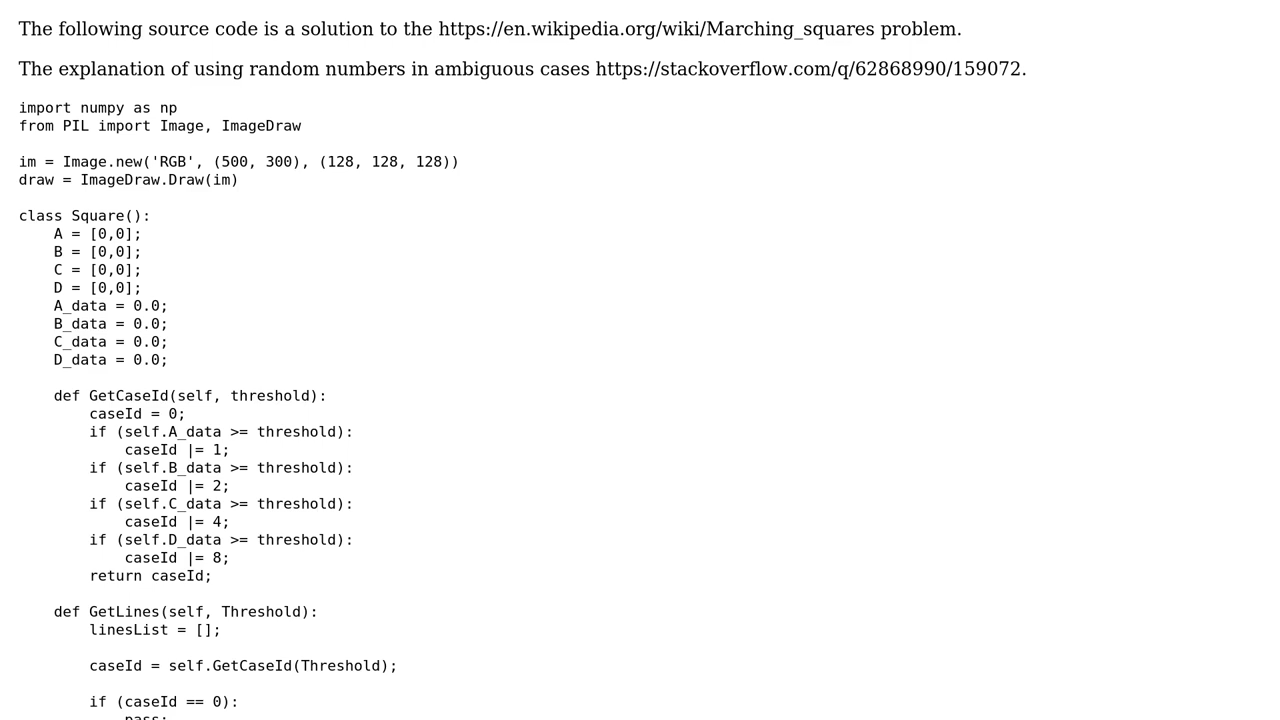 The following source code is a solution to the https://en.wikipedia.org/wiki/Marching_squares problem.
The explanation of using random numbers in ambiguous cases https://stackoverflow.com/q/62868990/159072.
import numpy as np
from PIL import Image, ImageDraw
im = Image.new('RGB', (500, 300), (128, 128, 128))
draw = ImageDraw.Draw(im)
class Square():
    A = [0,0];
    B = [0,0];
    C = [0,0];
    D = [0,0];
    A_data = 0.0;
    B_data = 0.0;
    C_data = 0.0;
    D_data = 0.0;
    def GetCaseId(self, threshold):
        caseId = 0;
        if (self.A_data >= threshold):
            caseId |= 1;
        if (self.B_data >= threshold):
            caseId |= 2;
        if (self.C_data >= threshold):
            caseId |= 4;
        if (self.D_data >= threshold):
            caseId |= 8;
        return caseId;
    def GetLines(self, Threshold):
        linesList = [];
        caseId = self.GetCaseId(Threshold);
        if (caseId == 0):
            pass;